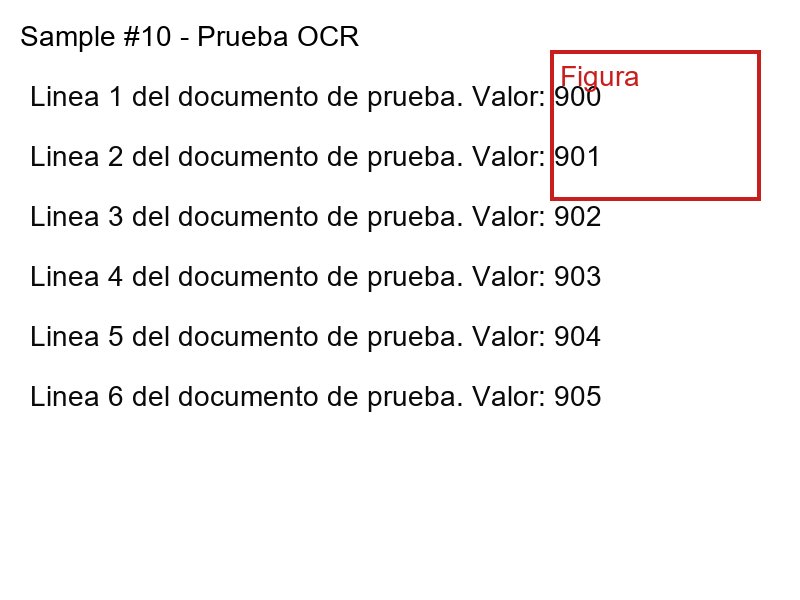 Sample #10 - Prueba OCR
Figura
Linea 1 del documento de prueba. Valor: 900
Linea 2 del documento de prueba. Valor: 901
Linea 3 del documento de prueba. Valor: 902
Linea 4 del documento de prueba. Valor: 903
Linea 5 del documento de prueba. Valor: 904
Linea 6 del documento de prueba. Valor: 905